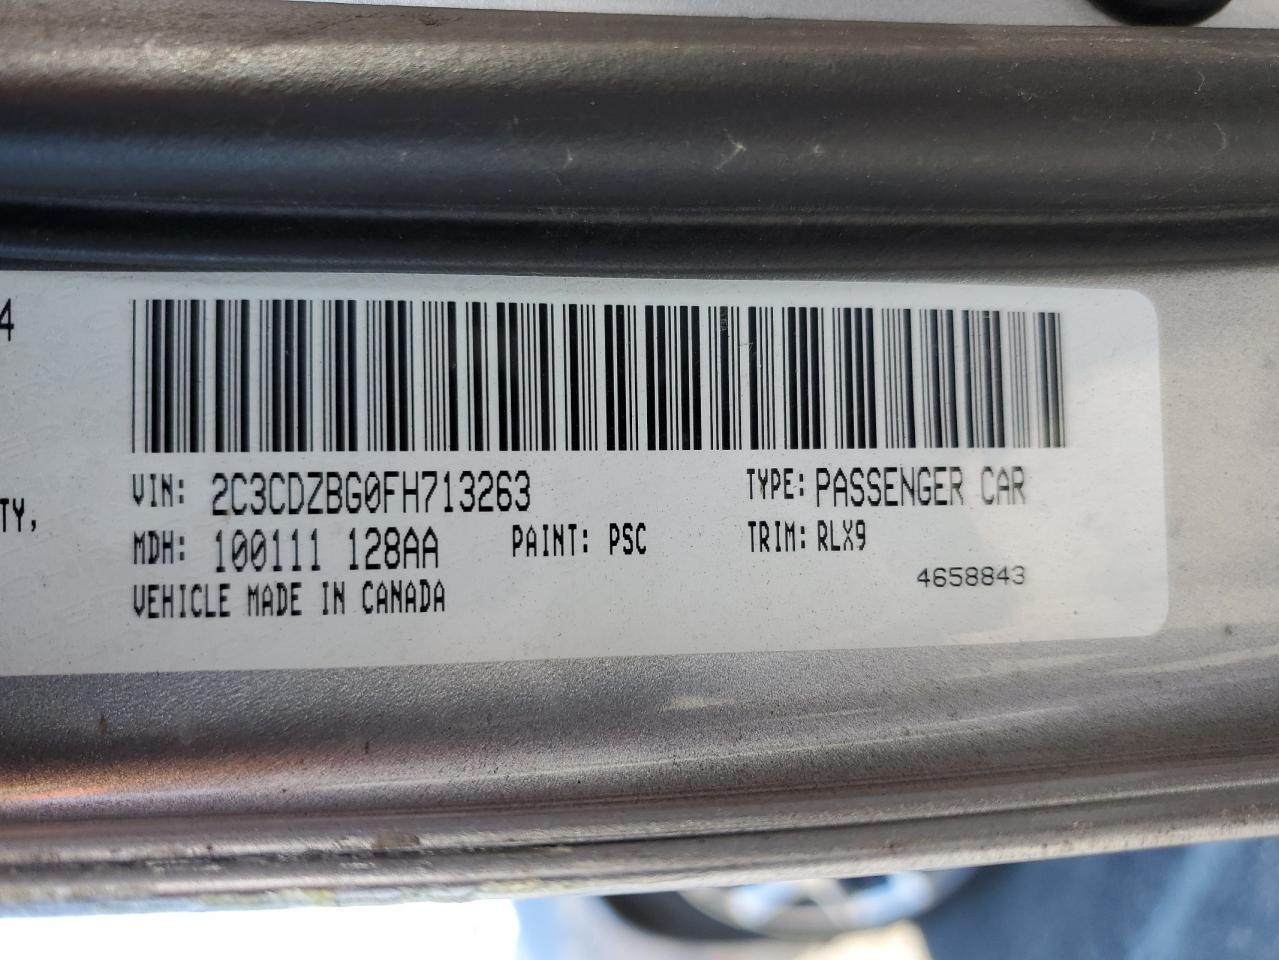 4
TY,
VIN: 2C3CDZBG0FH713263 TYPE: PASSENGER CAR
MDH: 100111 128AA PAINT: PSC TRIM: RLX9
VEHICLE MADE IN CANADA 4658843